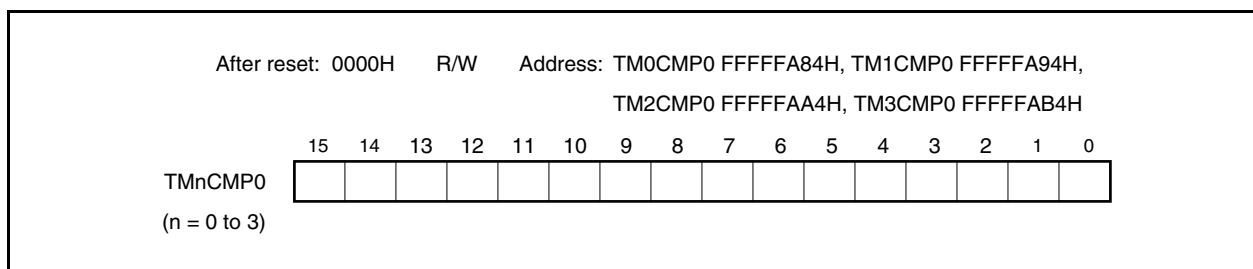 After reset: 0000H R/W Address: TM0CMP0 FFFFFA84H, TM1CMP0 FFFFFA94H,
TM2CMP0 FFFFFAA4H, TM3CMP0 FFFFFAB4H
15 14 13 12 11 10 9 8 7 6 5 4 3 2 1 0
TMnCMP0
(n = 0 to 3)